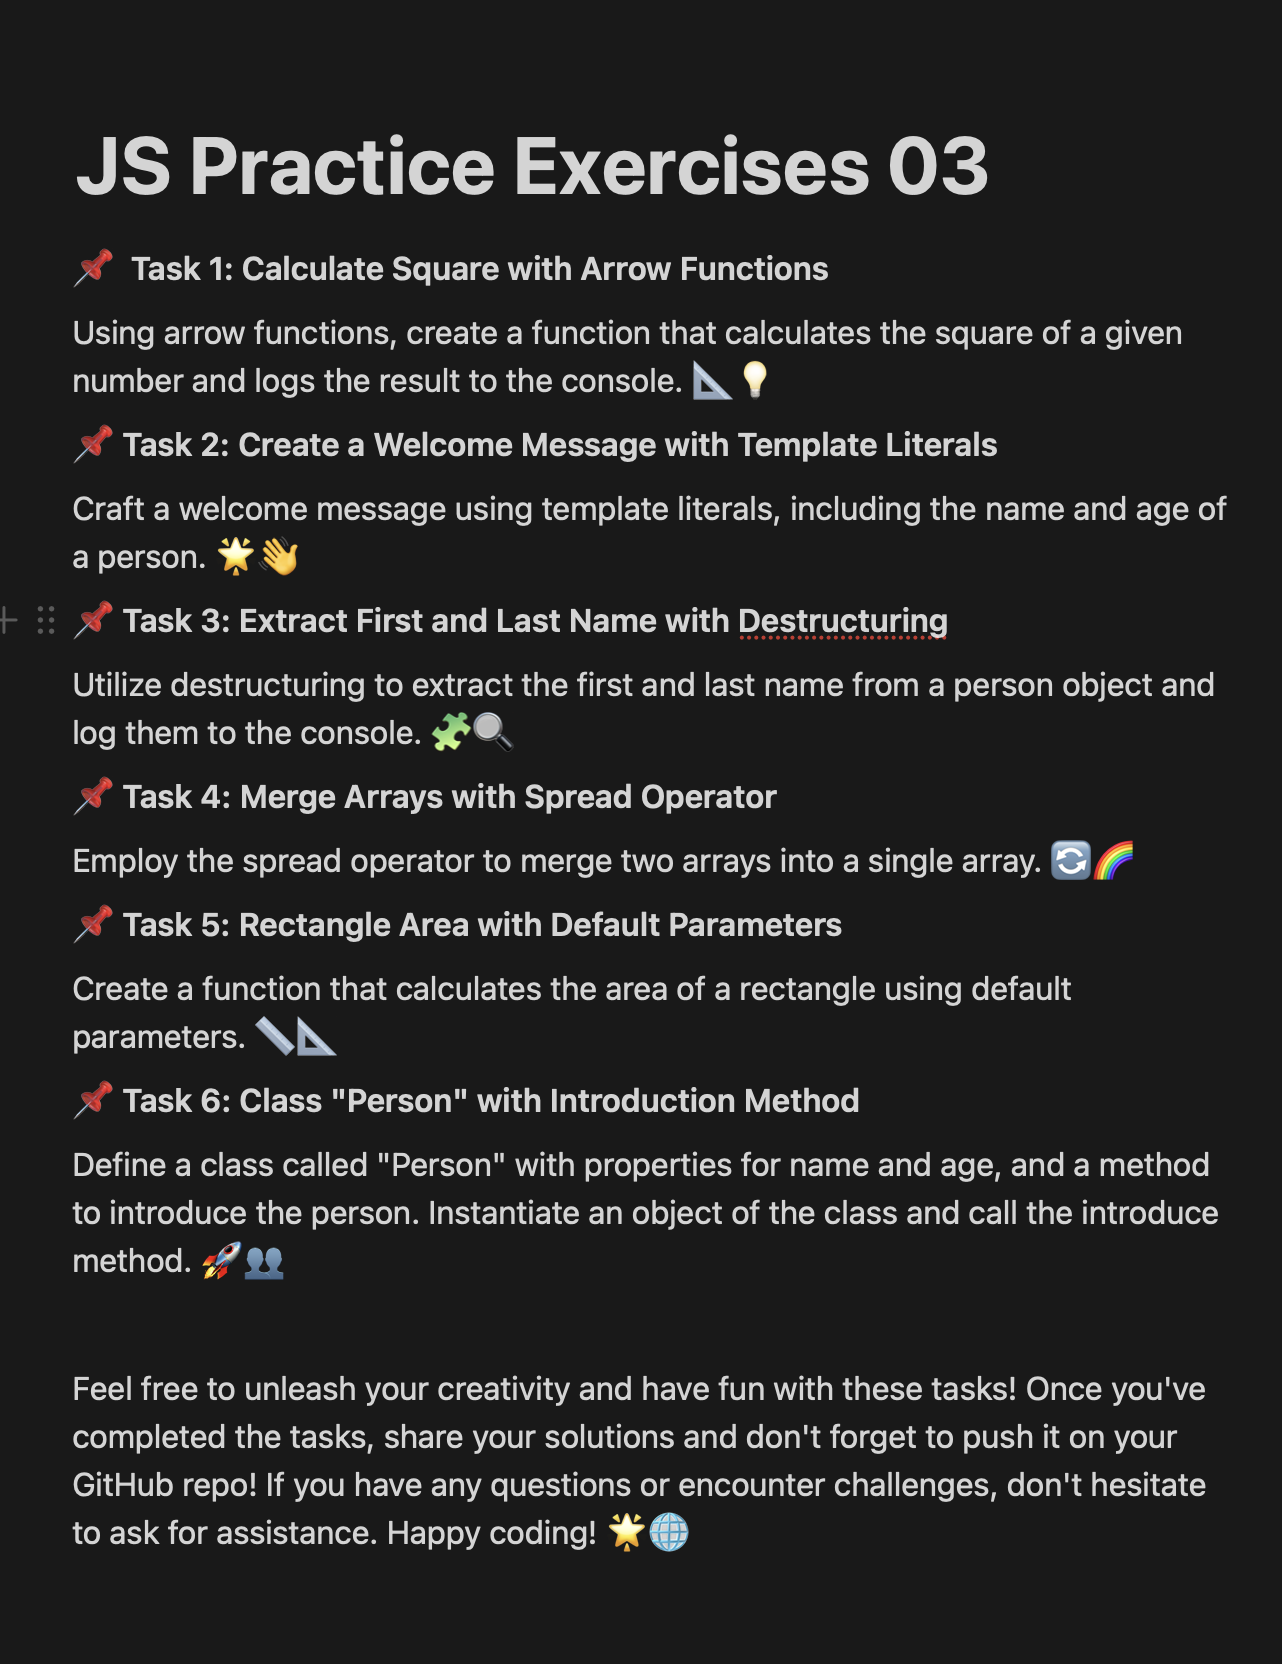 JS Practice Exercises 03
📌 Task 1: Calculate Square with Arrow Functions
Using arrow functions, create a function that calculates the square of a given
number and logs the result to the console. 📐💡
📌 Task 2: Create a Welcome Message with Template Literals
Craft a welcome message using template literals, including the name and age of
a person. 🌟👋
📌 Task 3: Extract First and Last Name with Destructuring
Utilize destructuring to extract the first and last name from a person object and
log them to the console. 🧩🔍
📌 Task 4: Merge Arrays with Spread Operator
Employ the spread operator to merge two arrays into a single array. 🔄🌈
📌 Task 5: Rectangle Area with Default Parameters
Create a function that calculates the area of a rectangle using default
parameters. 📏📐
📌 Task 6: Class "Person" with Introduction Method
Define a class called "Person" with properties for name and age, and a method
to introduce the person. Instantiate an object of the class and call the introduce
method. 🚀👥
Feel free to unleash your creativity and have fun with these tasks! Once you've
completed the tasks, share your solutions and don't forget to push it on your
GitHub repo! If you have any questions or encounter challenges, don't hesitate
to ask for assistance. Happy coding! 🌟🌐